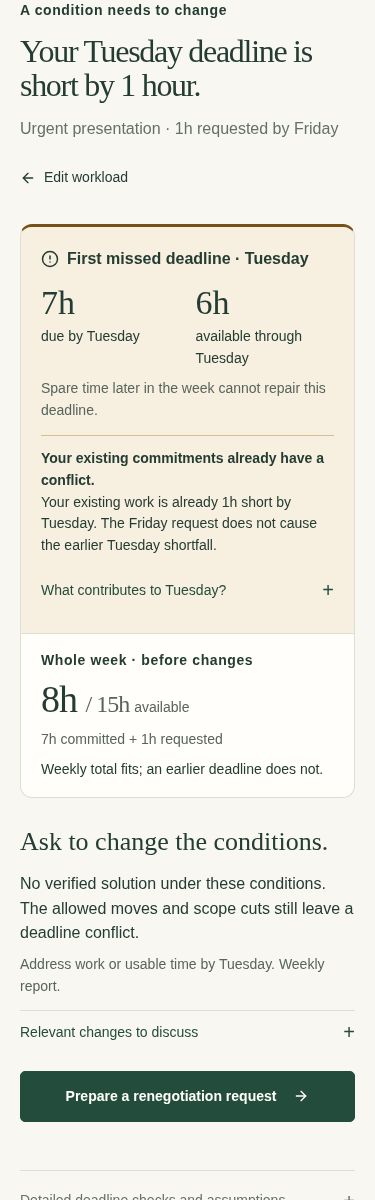 A condition needs to change
Your Tuesday deadline is
short by 1 hour.
Urgent presentation · 1h requested by Friday
← Edit workload
First missed deadline · Tuesday
7h
due by Tuesday
6h
available through
Tuesday
Spare time later in the week cannot repair this
deadline.
Your existing commitments already have a
conflict.
Your existing work is already 1h short by
Tuesday. The Friday request does not cause
the earlier Tuesday shortfall.
What contributes to Tuesday? +
Whole week · before changes
8h / 15h available
7h committed + 1h requested
Weekly total fits; an earlier deadline does not.
Ask to change the conditions.
No verified solution under these conditions.
The allowed moves and scope cuts still leave a
deadline conflict.
Address work or usable time by Tuesday. Weekly
report.
Relevant changes to discuss +
Prepare a renegotiation request →
Detailed deadline checks and assumptions +